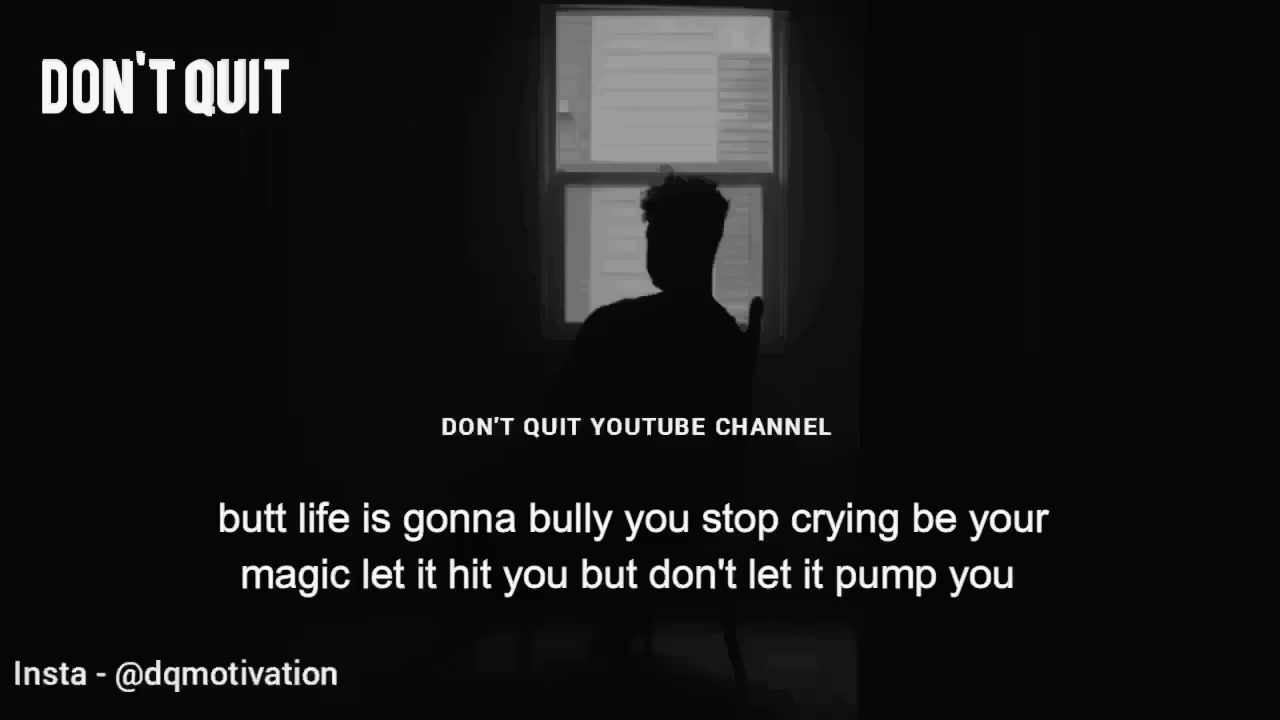 DON'T QUIT
DON'T QUIT YOUTUBE CHANNEL
butt life is gonna bully you stop crying be your
magic let it hit you but don't let it pump you
Insta - @dqmotivation